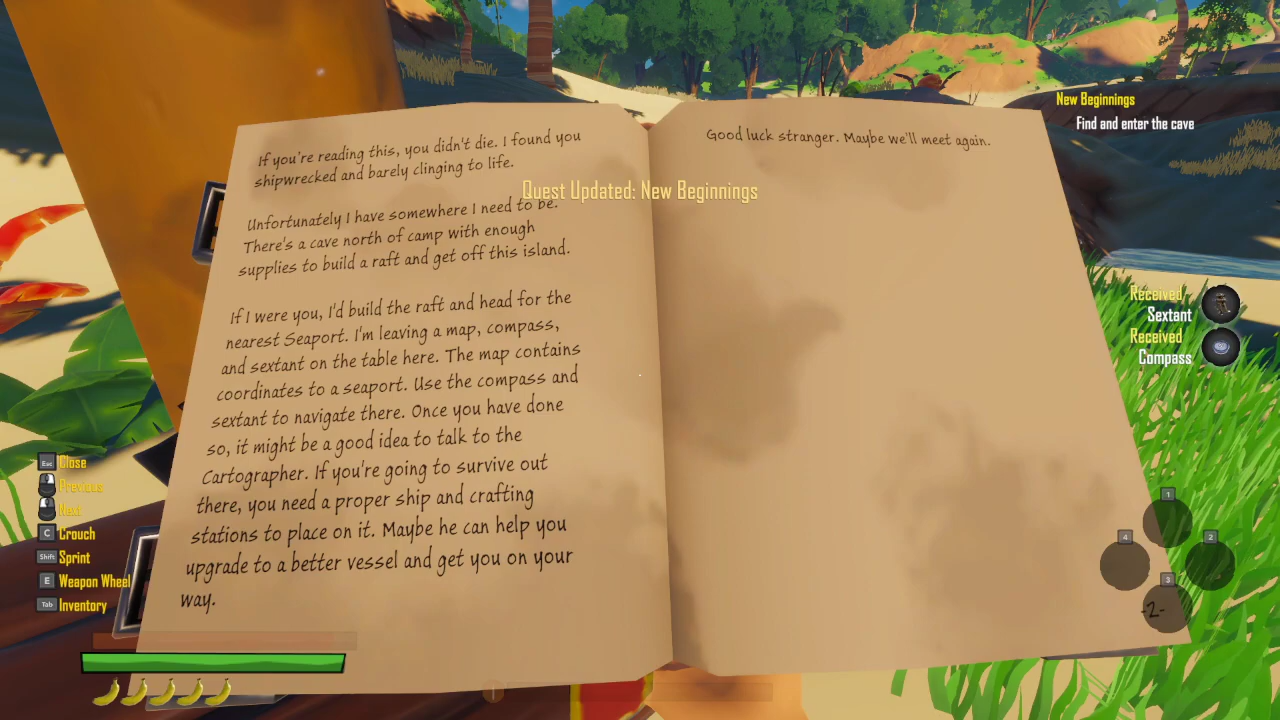 If you're reading this, you didn't die. I found you
shipwrecked and barely clinging to life.
Unfortunately I have somewhere I need to be.
There's a cave north of camp with enough
supplies to build a raft and get off this island.
If I were you, I'd build the raft and head for the
nearest Seaport. I'm leaving a map, compass,
and sextant on the table here. The map contains
coordinates to a seaport. Use the compass and
sextant to navigate there. Once you have done
so, it might be a good idea to talk to the
Cartographer. If you're going to survive out
there, you need a proper ship and crafting
stations to place on it. Maybe he can help you
upgrade to a better vessel and get you on your
way.
Good luck stranger. Maybe we'll meet again.
-2-
Quest Updated: New Beginnings
New Beginnings
Find and enter the cave
Received
Sextant
Received
Compass
Esc Close
Previous
Next
C Crouch
Shift Sprint
E Weapon Wheel
Tab Inventory
1
4 2
3